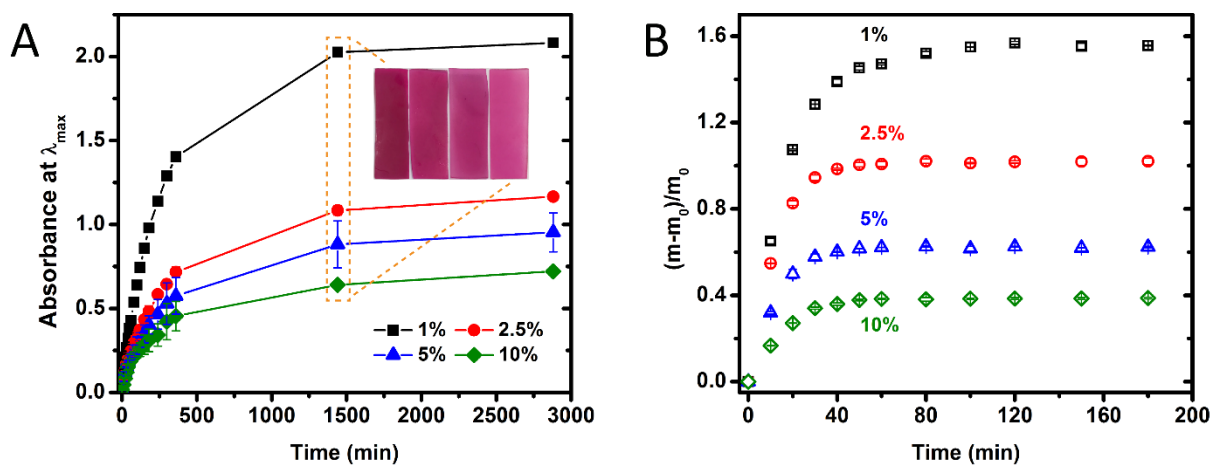 A
Absorbance at λmax
2.0
1.5
1.0
0.5
0.0
0 500 1000 1500 2000 2500 3000
Time (min)
1% 2.5%
5% 10%
B
(m-m0)/m0
1.6
1.2
0.8
0.4
0.0
0 40 80 120 160 200
Time (min)
1%
2.5%
5%
10%